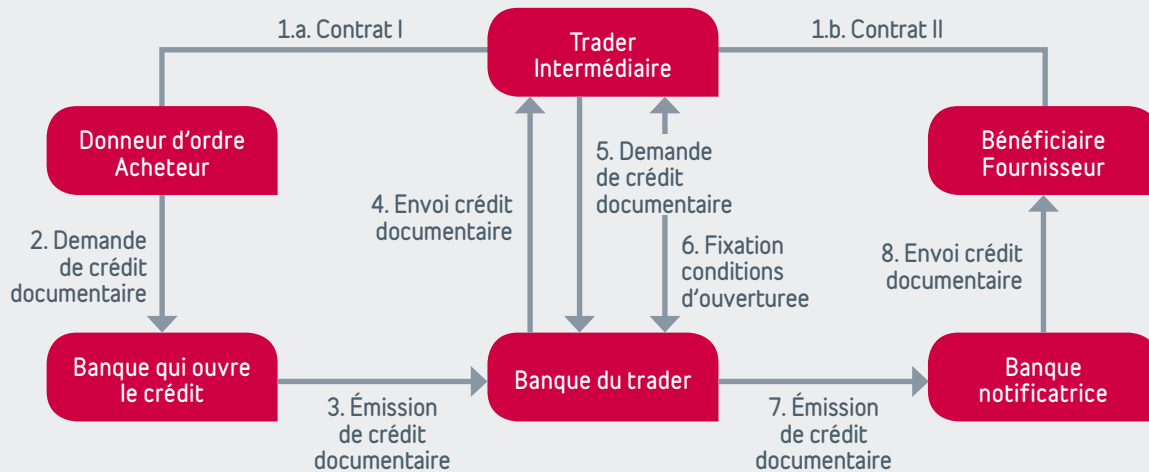 1.a. Contrat I
Trader
Intermédiaire
1.b. Contrat II
Donneur d'ordre
Acheteur
Bénéficiaire
Fournisseur
2. Demande
de crédit
documentaire
4. Envoi crédit
documentaire
5. Demande
de crédit
documentaire
6. Fixation
conditions
d'ouverturee
8. Envoi crédit
documentaire
Banque qui ouvre
le crédit
3. Émission
de crédit
documentaire
Banque du trader
7. Émission
de crédit
documentaire
Banque
notificatrice